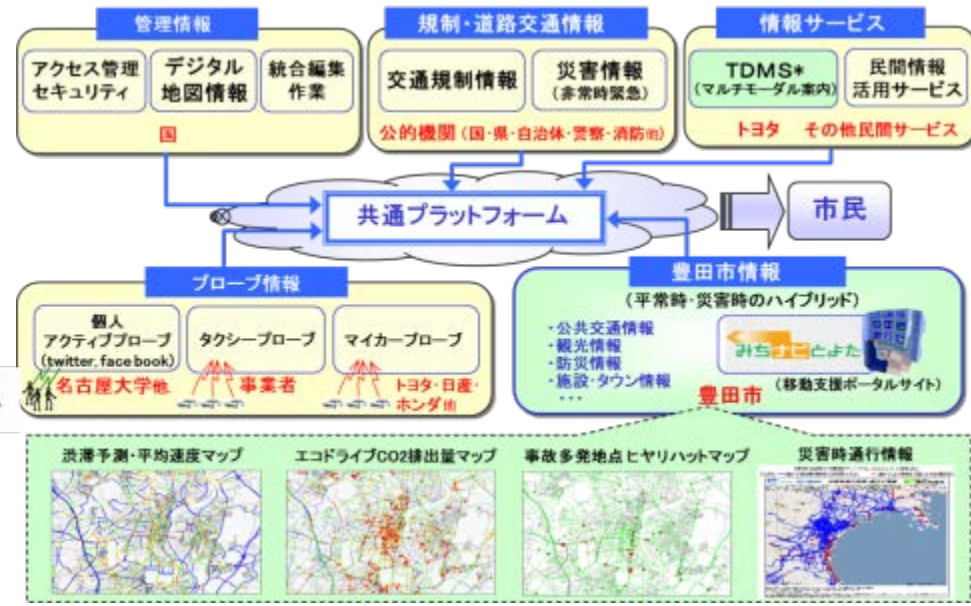 管理情報
アクセス管理
セキュリティ
デジタル
地図情報
統合編集
作業
国
規制・道路交通情報
交通規制情報
災害情報
(非常時緊急)
公的機関(国・県・自治体・警察・消防他)
情報サービス
TDMS*
(マルチモーダル案内)
民間情報
活用サービス
トヨタ その他民間サービス
共通プラットフォーム
市民
プローブ情報
個人
アクティブプローブ
(twitter, face book)
タクシープローブ
マイカープローブ
名古屋大学他
事業者
トヨタ・日産・
ホンダ他
豊田市情報
(平常時・災害時のハイブリッド)
・公共交通情報
・観光情報
・防災情報
・施設・タウン情報
・・・
みちナビとよた
(移動支援ポータルサイト)
豊田市
渋滞予測・平均速度マップ
エコドライブCO2排出量マップ
事故多発地点ヒヤリハットマップ
災害時通行情報